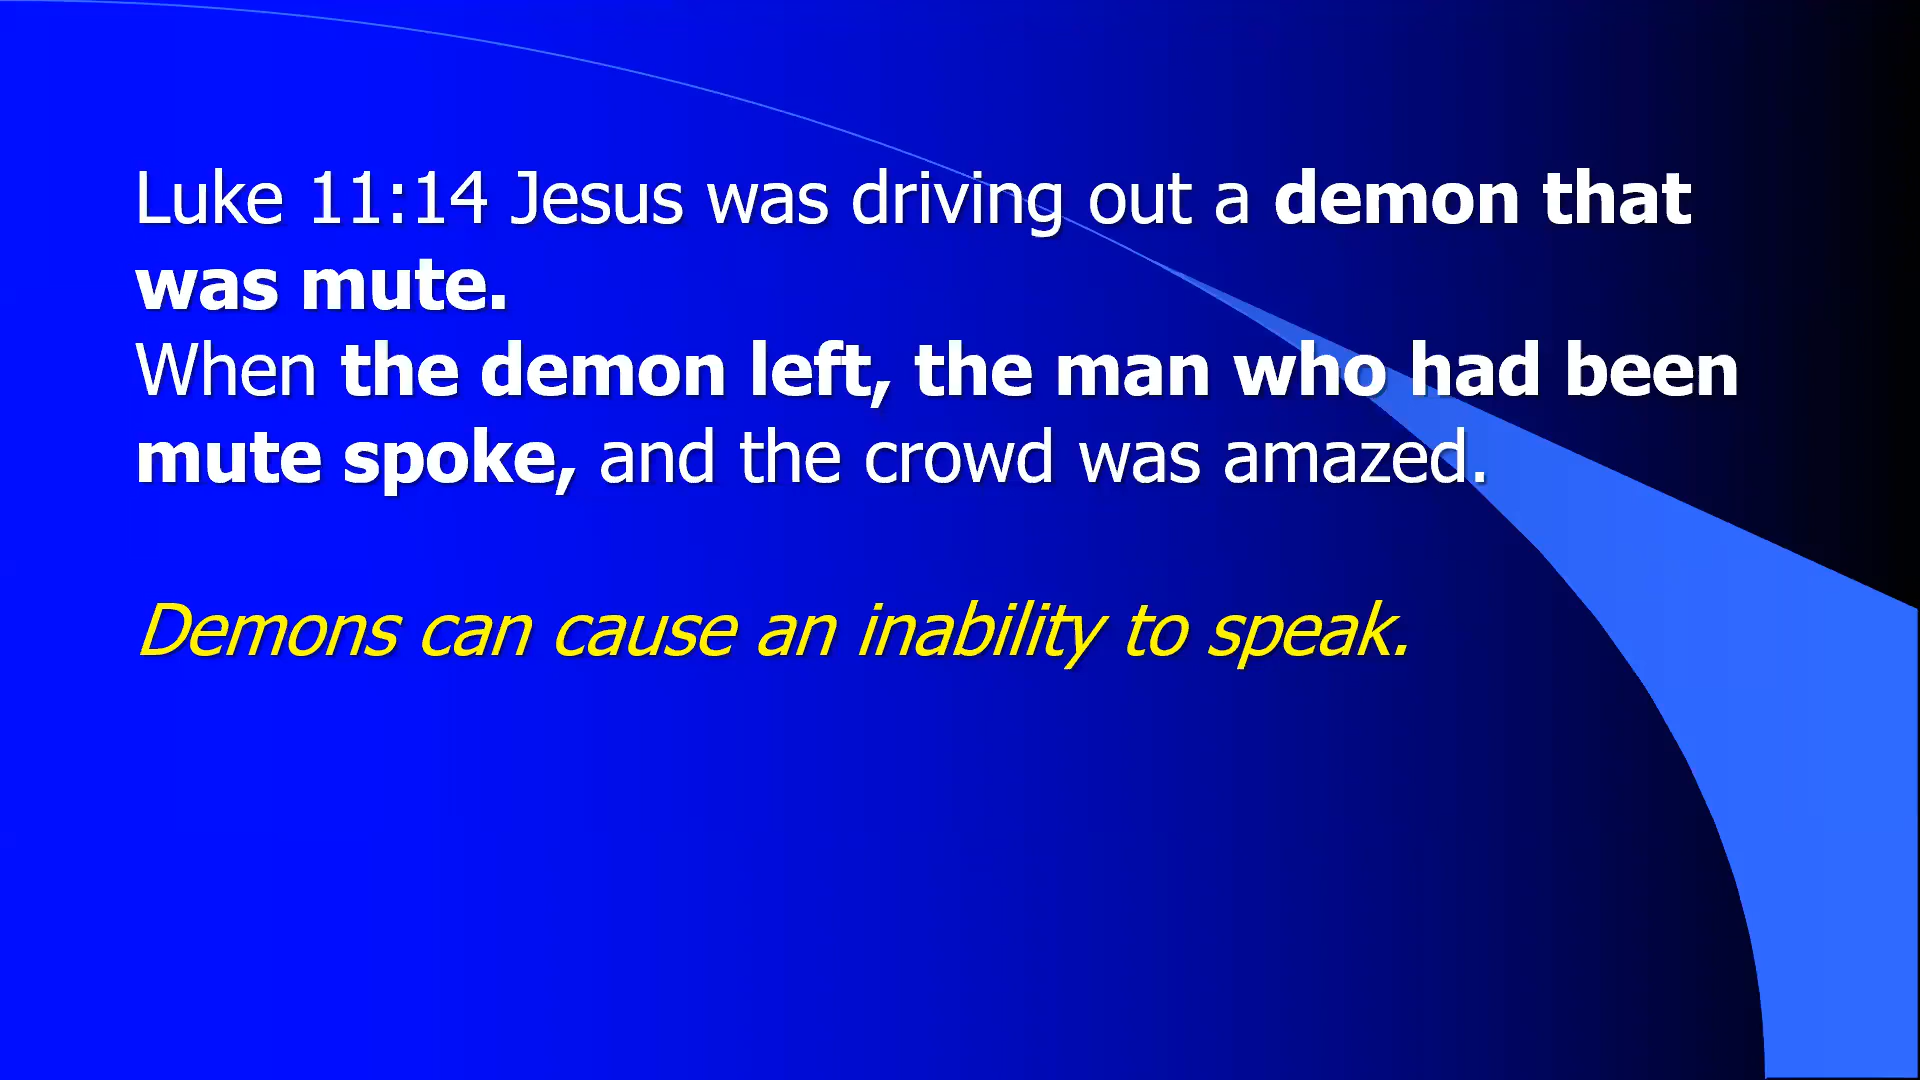 Luke 11:14 Jesus was driving out a demon that
was mute.
When the demon left, the man who had been
mute spoke, and the crowd was amazed.
Demons can cause an inability to speak.